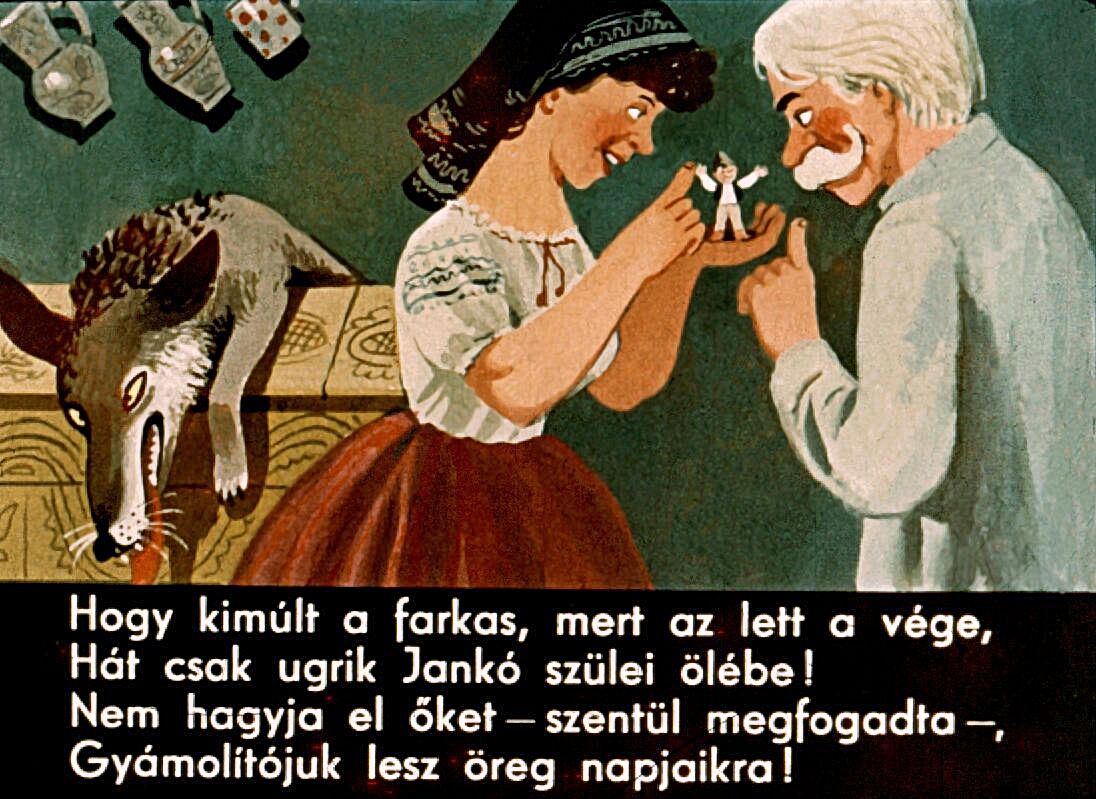 Hogy kimúlt a farkas, mert az lett a vége,
Hát csak ugrik Jankó szülei ölébe!
Nem hagyja el őket – szentül megfogadta –,
Gyámolítójuk lesz öreg napjaikra!